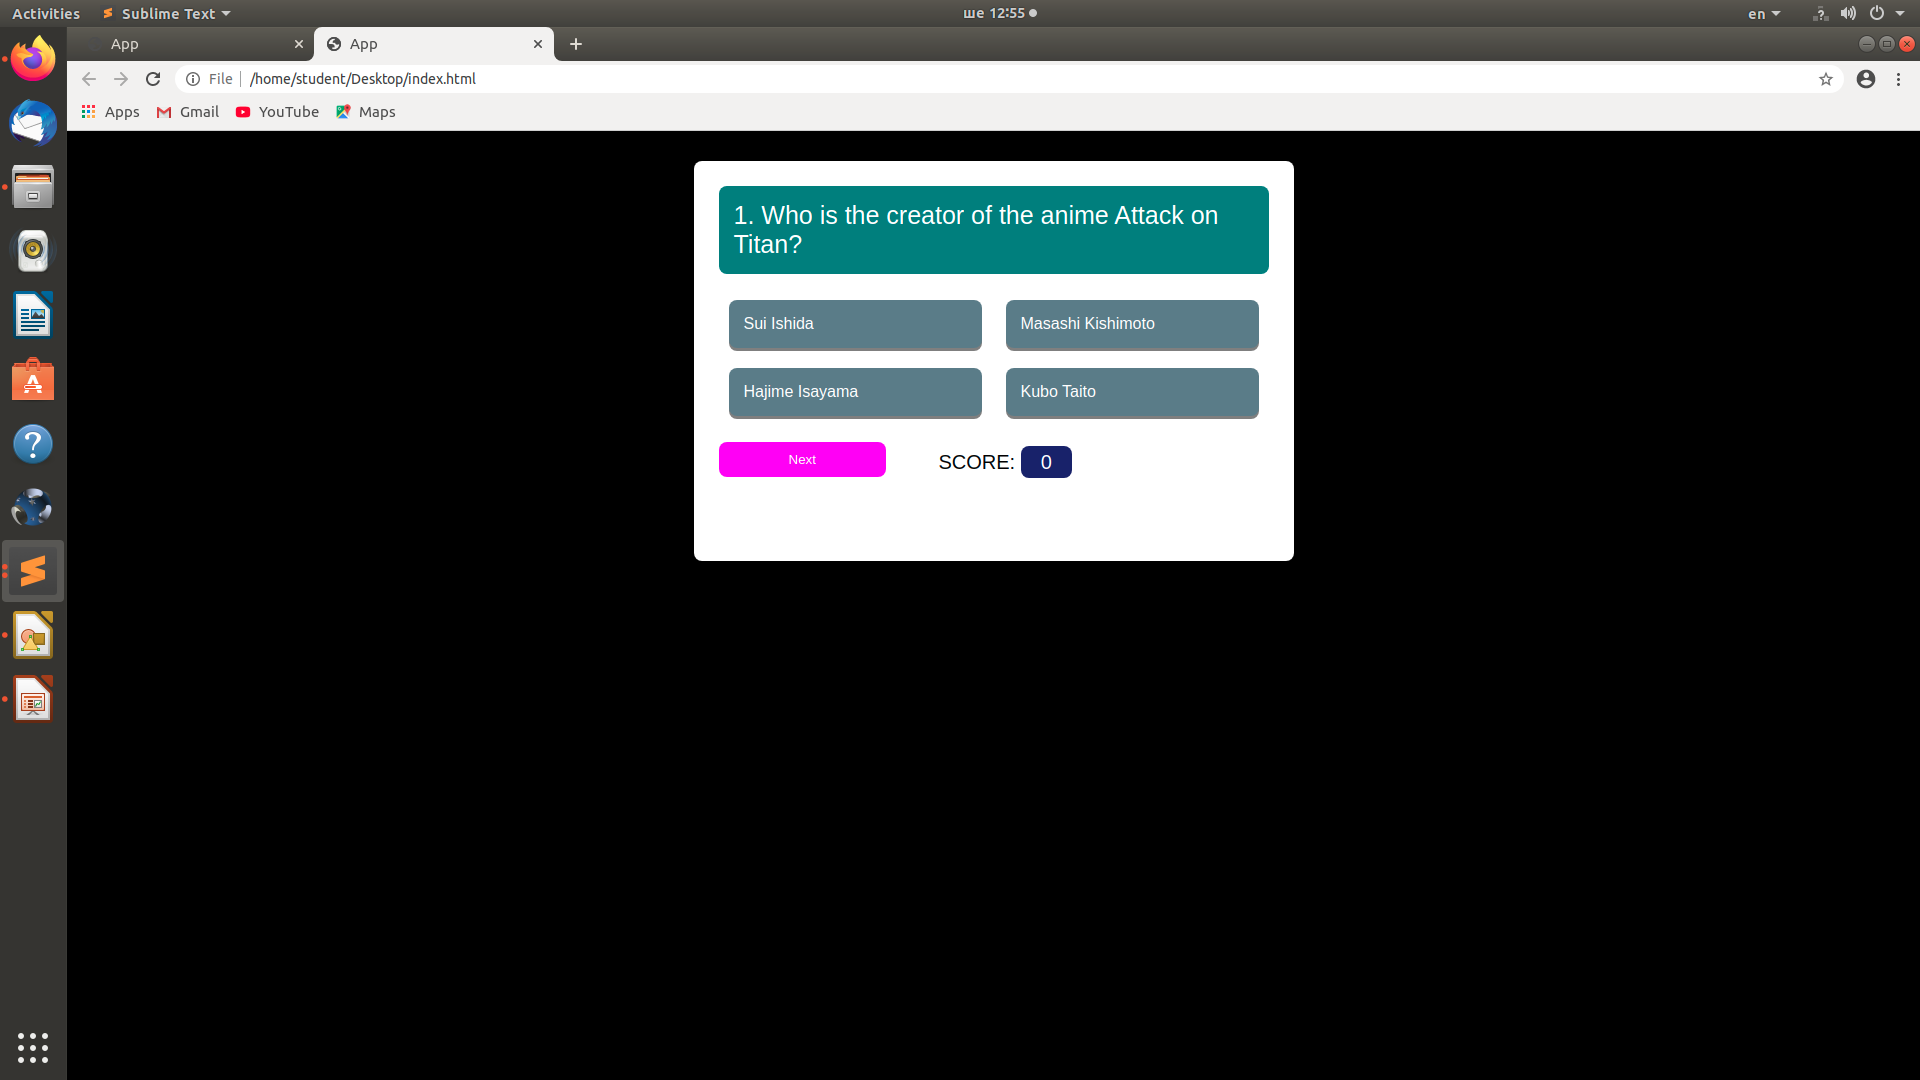 Activities
Sublime Text
ше 12:55
en
App
App
File
/home/student/Desktop/index.html
Apps
Gmail
YouTube
Maps
1. Who is the creator of the anime Attack on
Titan?
Sui Ishida
Masashi Kishimoto
Hajime Isayama
Kubo Taito
Next
SCORE: 0